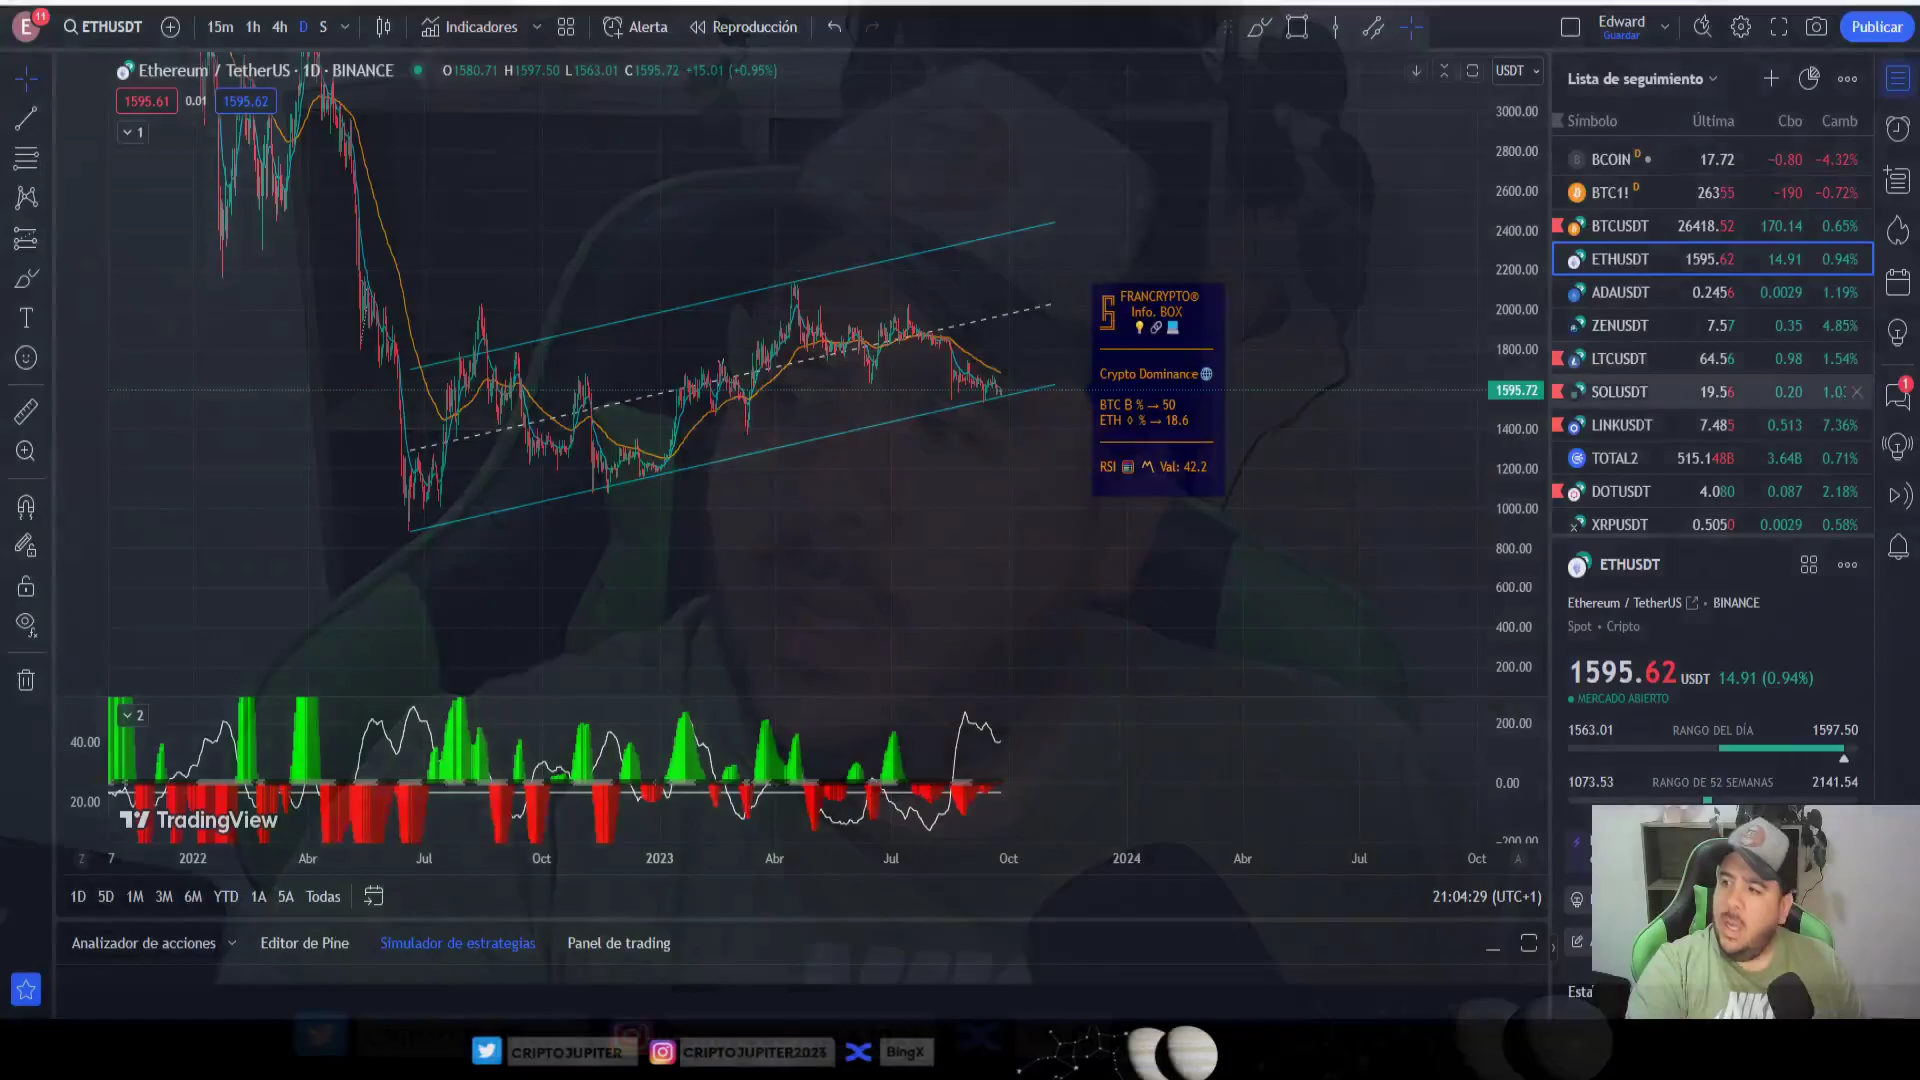 E 11 ETHUSDT 15m 1h 4h D S Indicadores Alerta Reproducción Edward Guardar Publicar
Ethereum / TetherUS · 1D · BINANCE O1580.71 H1597.50 L1563.01 C1595.72 +15.01 (+0.95%) USDT
1595.61 0.01 1595.62
1
3000.00
2800.00
2600.00
2400.00
2200.00
2000.00
1800.00
1595.72
1400.00
1200.00
1000.00
800.00
600.00
400.00
200.00
FRANCRYPTO®
Info. BOX
Crypto Dominance
BTC B % → 50
ETH ◊ % → 18.6
RSI Val: 42.2
2
40.00
20.00
200.00
0.00
-200.00
TradingView
Z 7 2022 Abr Jul Oct 2023 Abr Jul Oct 2024 Abr Jul Oct A
1D 5D 1M 3M 6M YTD 1A 5A Todas 21:04:29 (UTC+1)
Analizador de acciones Editor de Pine Simulador de estrategias Panel de trading
Lista de seguimiento
Símbolo Última Cbo Camb
BCOIN D 17.72 −0.80 −4.32%
BTC1! D 26355 −190 −0.72%
BTCUSDT 26418.52 170.14 0.65%
ETHUSDT 1595.62 14.91 0.94%
ADAUSDT 0.2456 0.0029 1.19%
ZENUSDT 7.57 0.35 4.85%
LTCUSDT 64.56 0.98 1.54%
SOLUSDT 19.56 0.20 1.0
LINKUSDT 7.485 0.513 7.36%
TOTAL2 515.148B 3.64B 0.71%
DOTUSDT 4.080 0.087 2.18%
XRPUSDT 0.5050 0.0029 0.58%
1
ETHUSDT
Ethereum / TetherUS • BINANCE
Spot • Cripto
1595.62 USDT 14.91 (0.94%)
MERCADO ABIERTO
1563.01 RANGO DEL DÍA 1597.50
1073.53 RANGO DE 52 SEMANAS 2141.54
Esta
NIK
CRIPTOJUPITER CRIPTOJUPITER2023 BingX